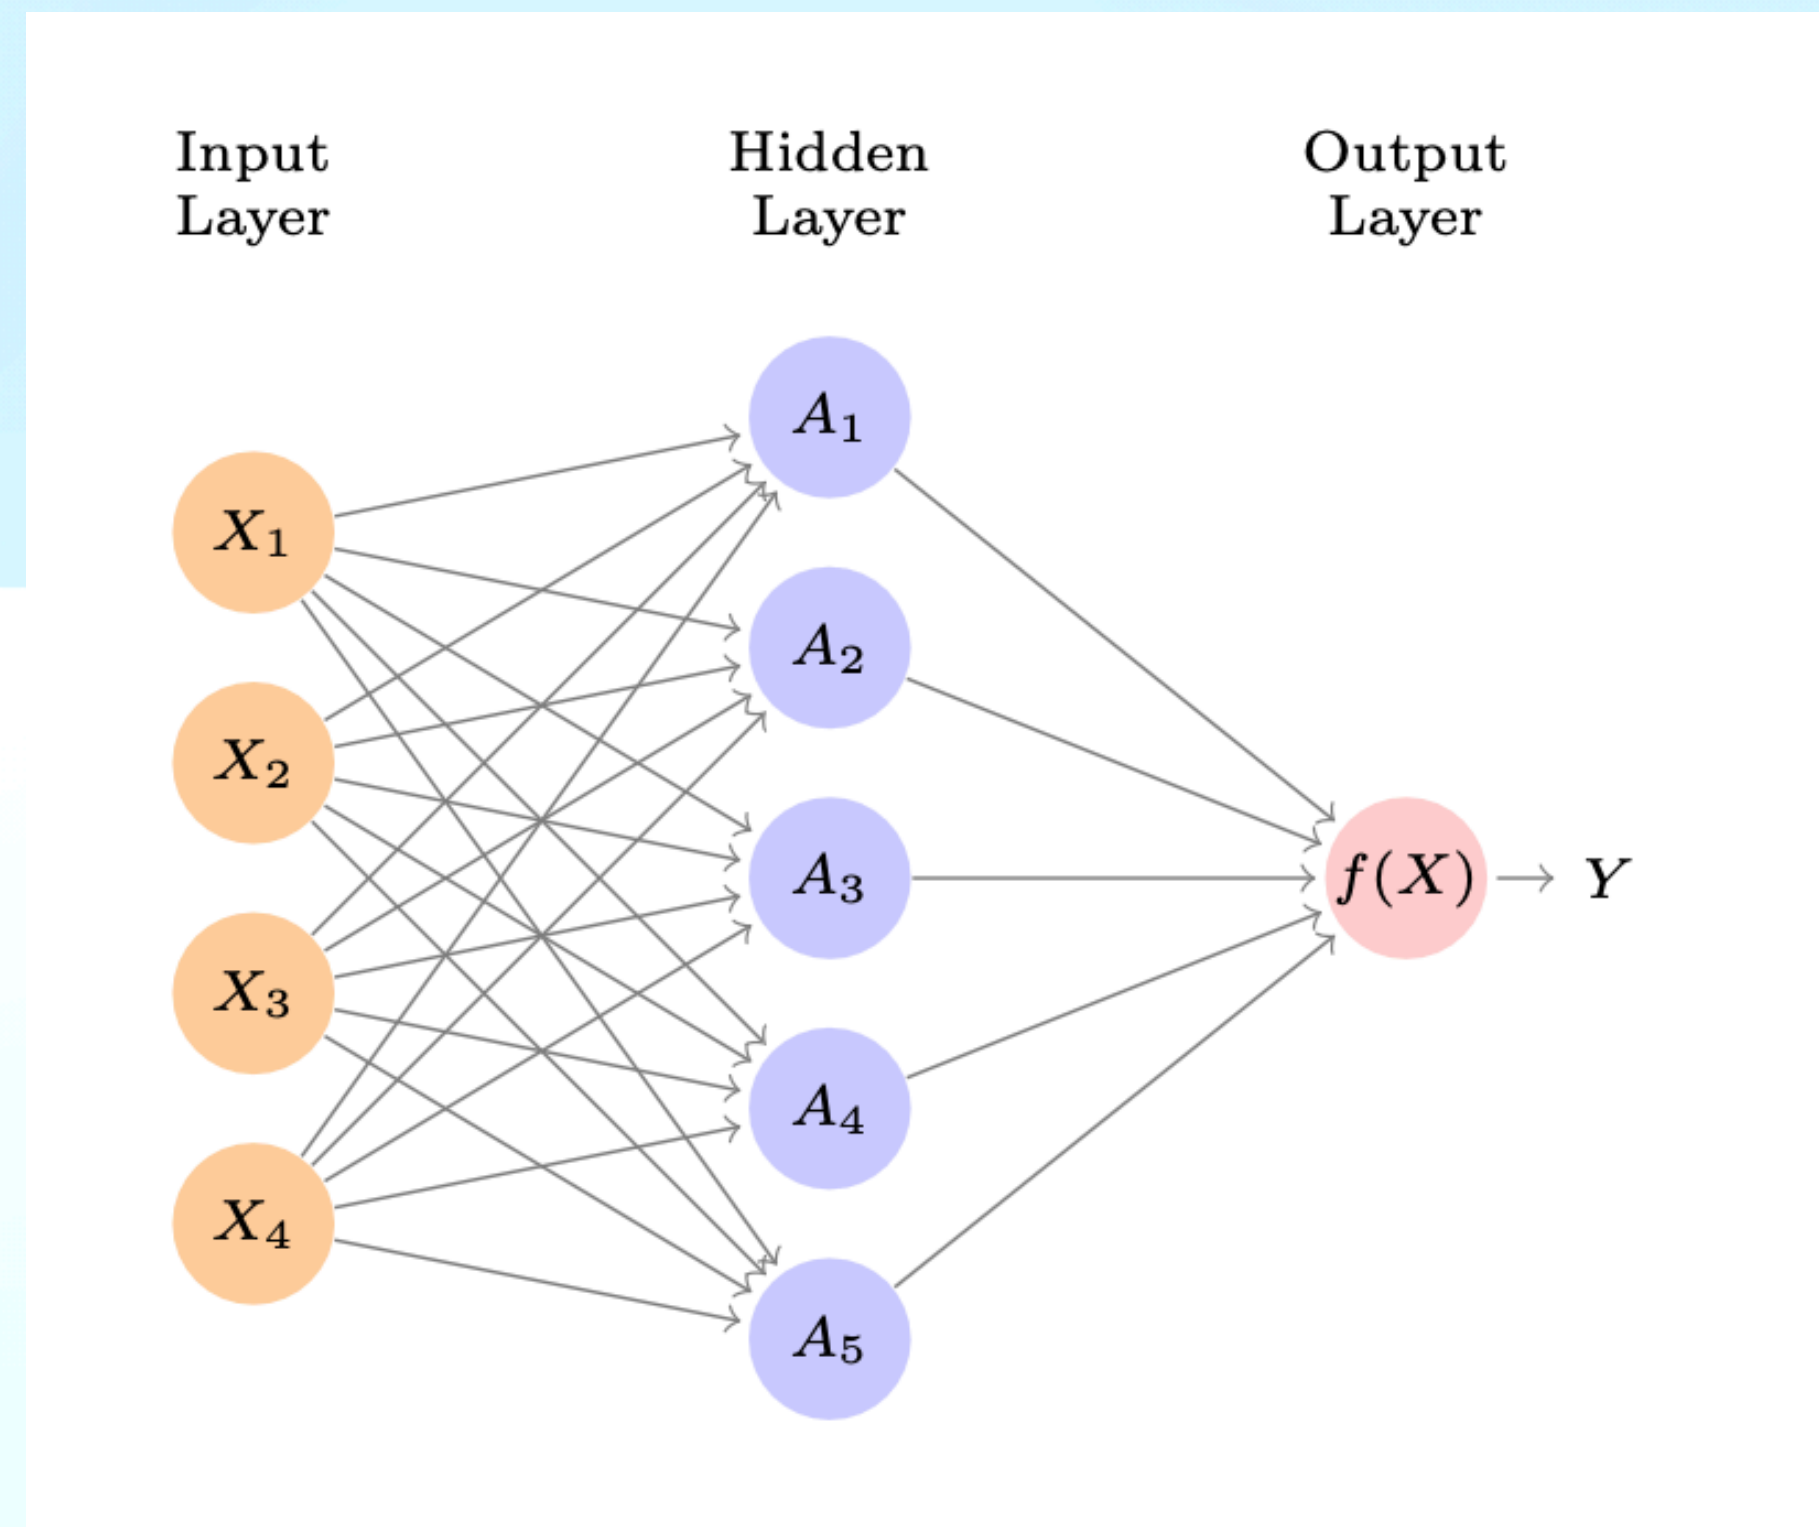 Input
Layer
Hidden
Layer
Output
Layer
X₁
X₂
X₃
X₄
A₁
A₂
A₃
A₄
A₅
f(X) → Y